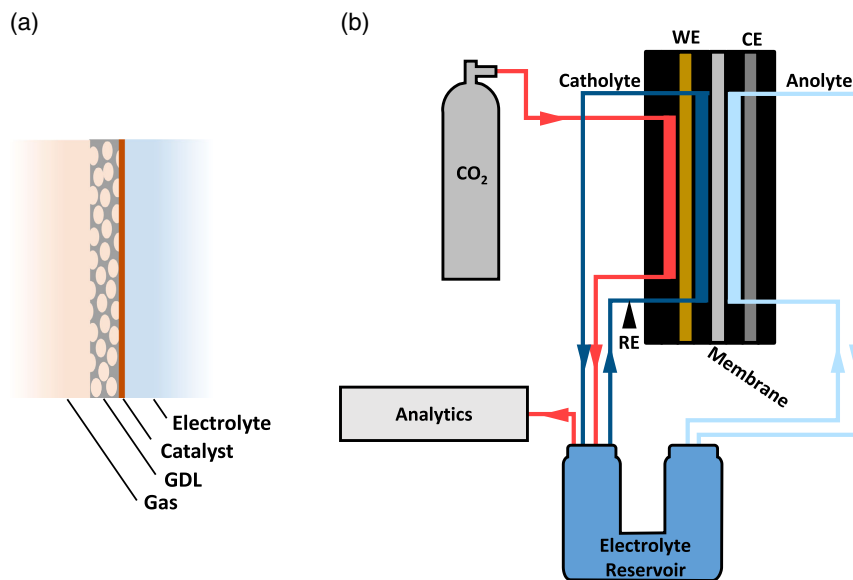 (a)
Electrolyte
Catalyst
GDL
Gas
(b)
WE
CE
Catholyte
Anolyte
CO2
RE
Membrane
Analytics
Electrolyte
Reservoir